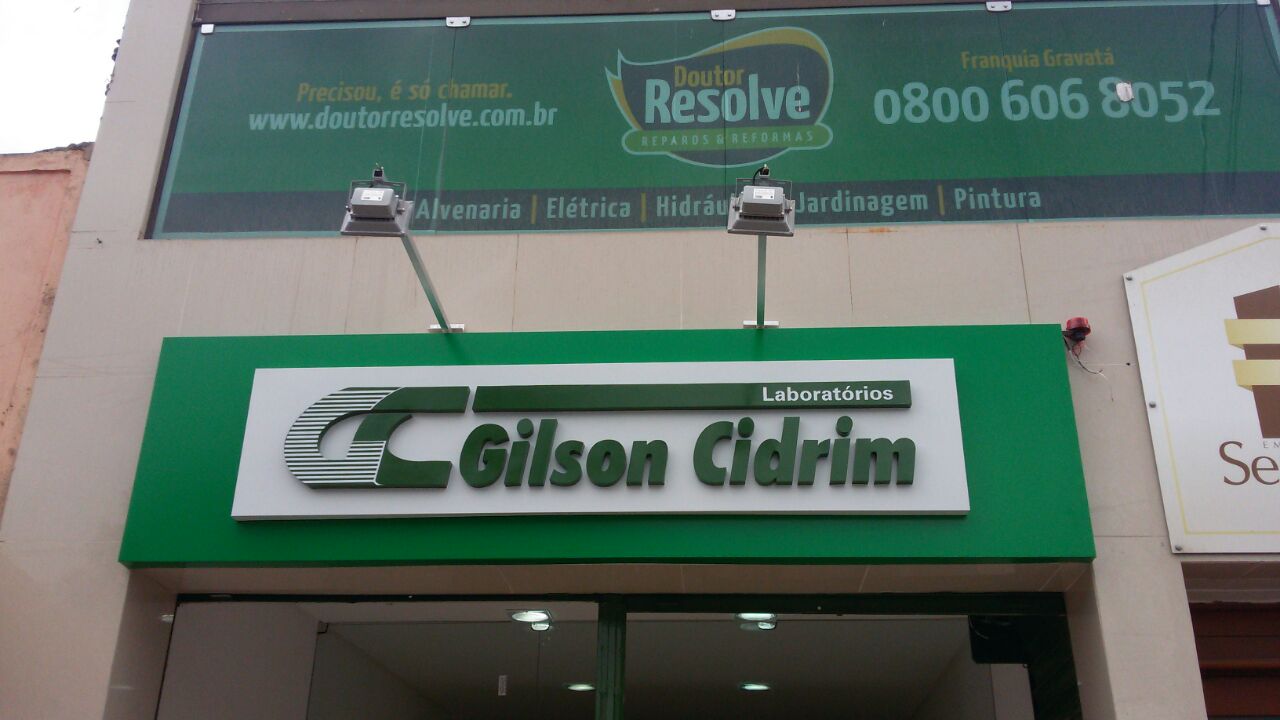 Precisou, é só chamar.
www.doutorresolve.com.br
Doutor
Resolve
REPAROS & REFORMAS
Franquia Gravatá
0800 606 8052
Alvenaria | Elétrica | | Jardinagem | Pintura
Laboratórios
GC Gilson Cidrim